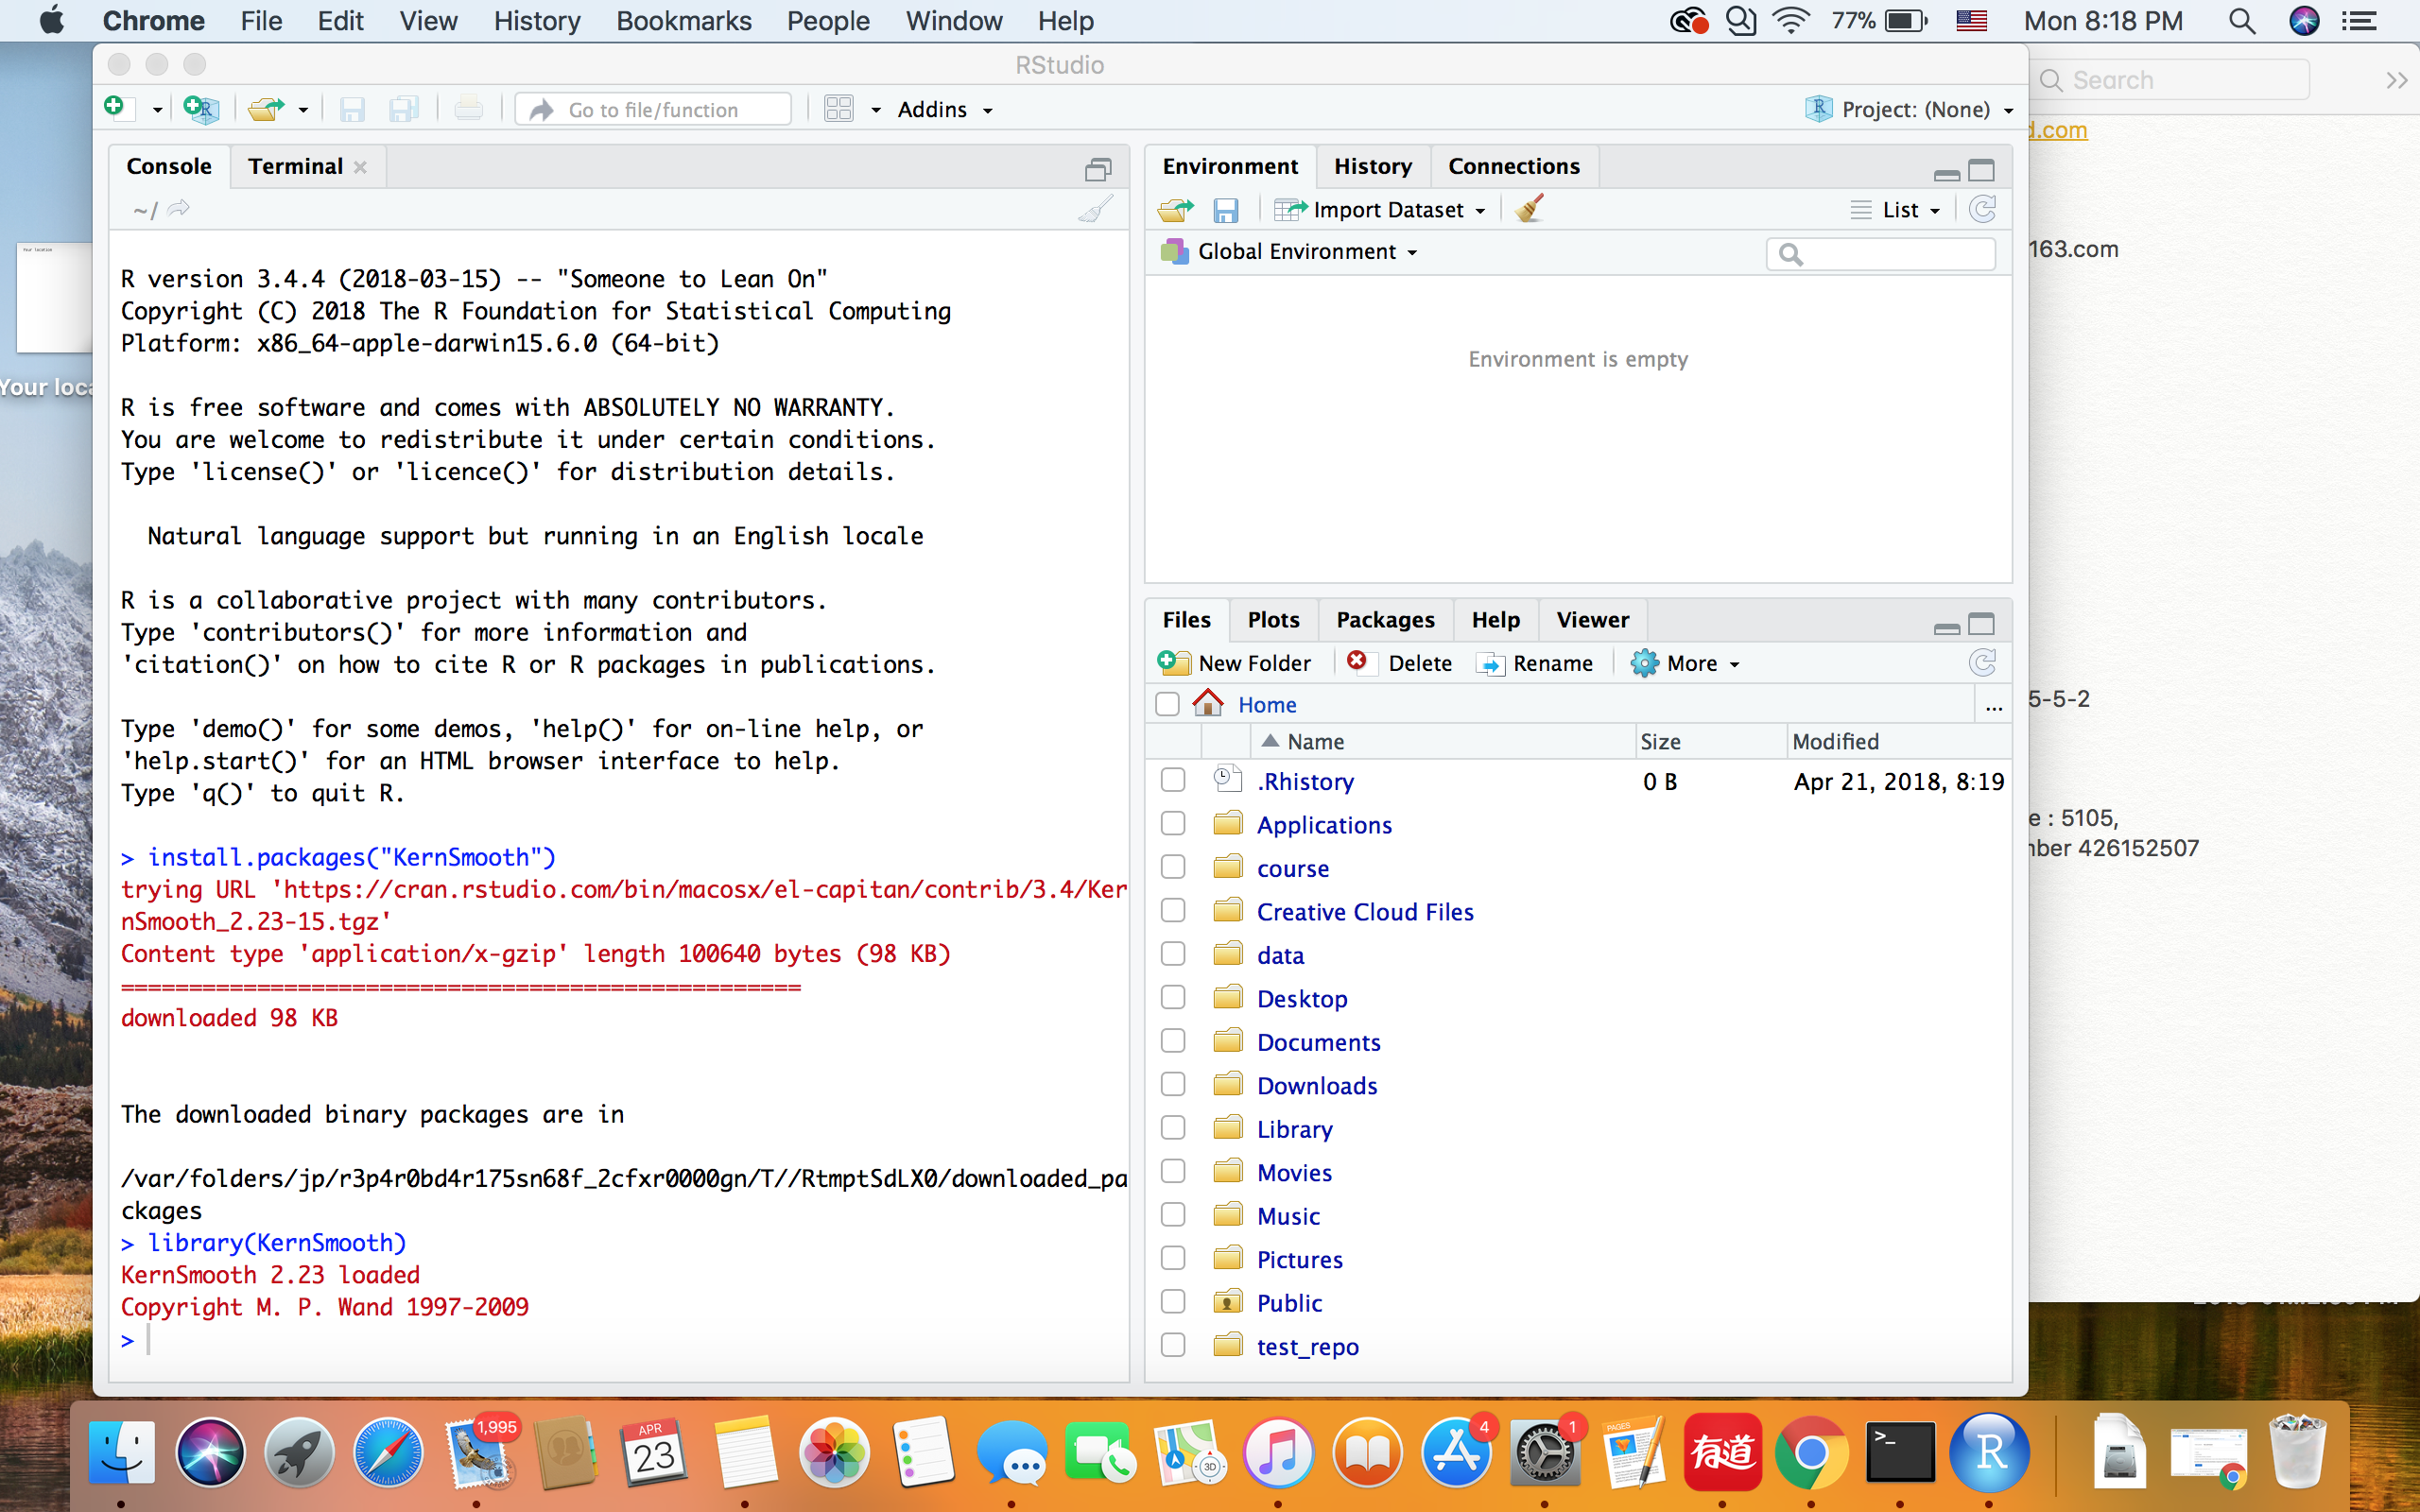 Chrome File Edit View History Bookmarks People Window Help 77% Mon 8:18 PM
RStudio
Search
Go to file/function Addins Project: (None)
d.com
Console Terminal
~/
R version 3.4.4 (2018-03-15) -- "Someone to Lean On"
Copyright (C) 2018 The R Foundation for Statistical Computing
Platform: x86_64-apple-darwin15.6.0 (64-bit)
R is free software and comes with ABSOLUTELY NO WARRANTY.
You are welcome to redistribute it under certain conditions.
Type 'license()' or 'licence()' for distribution details.
Natural language support but running in an English locale
R is a collaborative project with many contributors.
Type 'contributors()' for more information and
'citation()' on how to cite R or R packages in publications.
Type 'demo()' for some demos, 'help()' for on-line help, or
'help.start()' for an HTML browser interface to help.
Type 'q()' to quit R.
> install.packages("KernSmooth")
trying URL 'https://cran.rstudio.com/bin/macosx/el-capitan/contrib/3.4/Ker
nSmooth_2.23-15.tgz'
Content type 'application/x-gzip' length 100640 bytes (98 KB)
==================================================
downloaded 98 KB
The downloaded binary packages are in
/var/folders/jp/r3p4r0bd4r175sn68f_2cfxr0000gn/T//RtmptSdLX0/downloaded_pa
ckages
> library(KernSmooth)
KernSmooth 2.23 loaded
Copyright M. P. Wand 1997-2009
>
Environment History Connections
Import Dataset List
Global Environment
Environment is empty
Files Plots Packages Help Viewer
New Folder Delete Rename More
Home ...
Name Size Modified
.Rhistory 0 B Apr 21, 2018, 8:19
Applications
course
Creative Cloud Files
data
Desktop
Documents
Downloads
Library
Movies
Music
Pictures
Public
test_repo
163.com
5-5-2
e : 5105,
nber 426152507
Your location
Your loca
1,995
APR
23
3D
4
1
PAGES
有道
>_
R